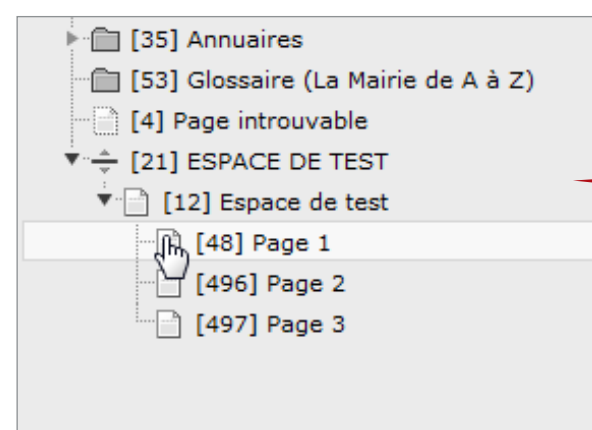 [35] Annuaires
[53] Glossaire (La Mairie de A à Z)
[4] Page introuvable
[21] ESPACE DE TEST
[12] Espace de test
[48] Page 1
[496] Page 2
[497] Page 3